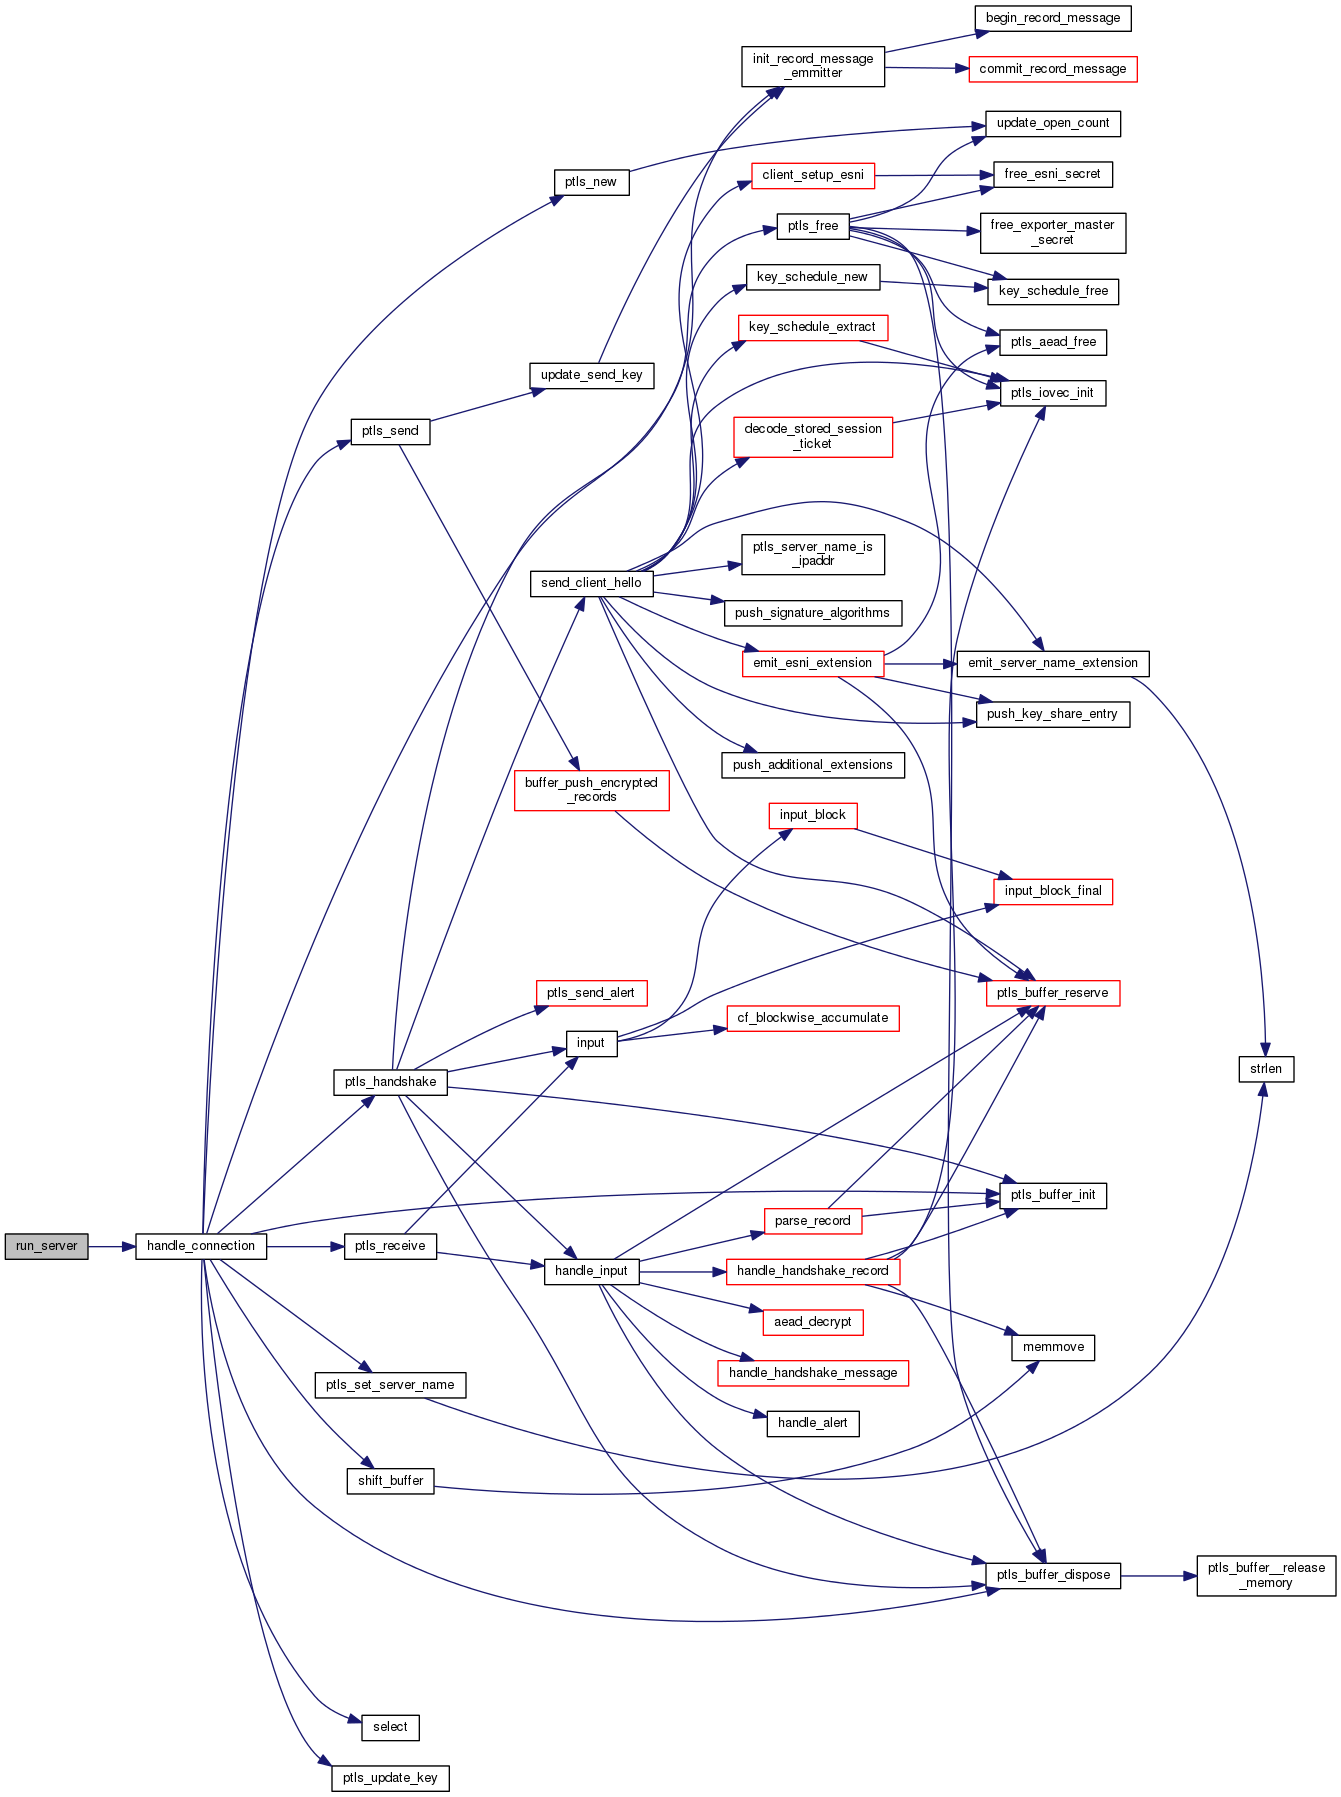 begin_record_message
init_record_message
_emmitter
commit_record_message
update_open_count
ptls_new
client_setup_esni
free_esni_secret
ptls_free
free_exporter_master
_secret
key_schedule_new
key_schedule_free
key_schedule_extract
ptls_aead_free
update_send_key
ptls_iovec_init
ptls_send
decode_stored_session
_ticket
ptls_server_name_is
_ipaddr
send_client_hello
push_signature_algorithms
emit_esni_extension
emit_server_name_extension
push_key_share_entry
push_additional_extensions
buffer_push_encrypted
_records
input_block
input_block_final
ptls_send_alert
ptls_buffer_reserve
cf_blockwise_accumulate
input
strlen
ptls_handshake
ptls_buffer_init
parse_record
run_server
handle_connection
ptls_receive
handle_input
handle_handshake_record
aead_decrypt
memmove
handle_handshake_message
ptls_set_server_name
handle_alert
shift_buffer
ptls_buffer_dispose
ptls_buffer__release
_memory
select
ptls_update_key